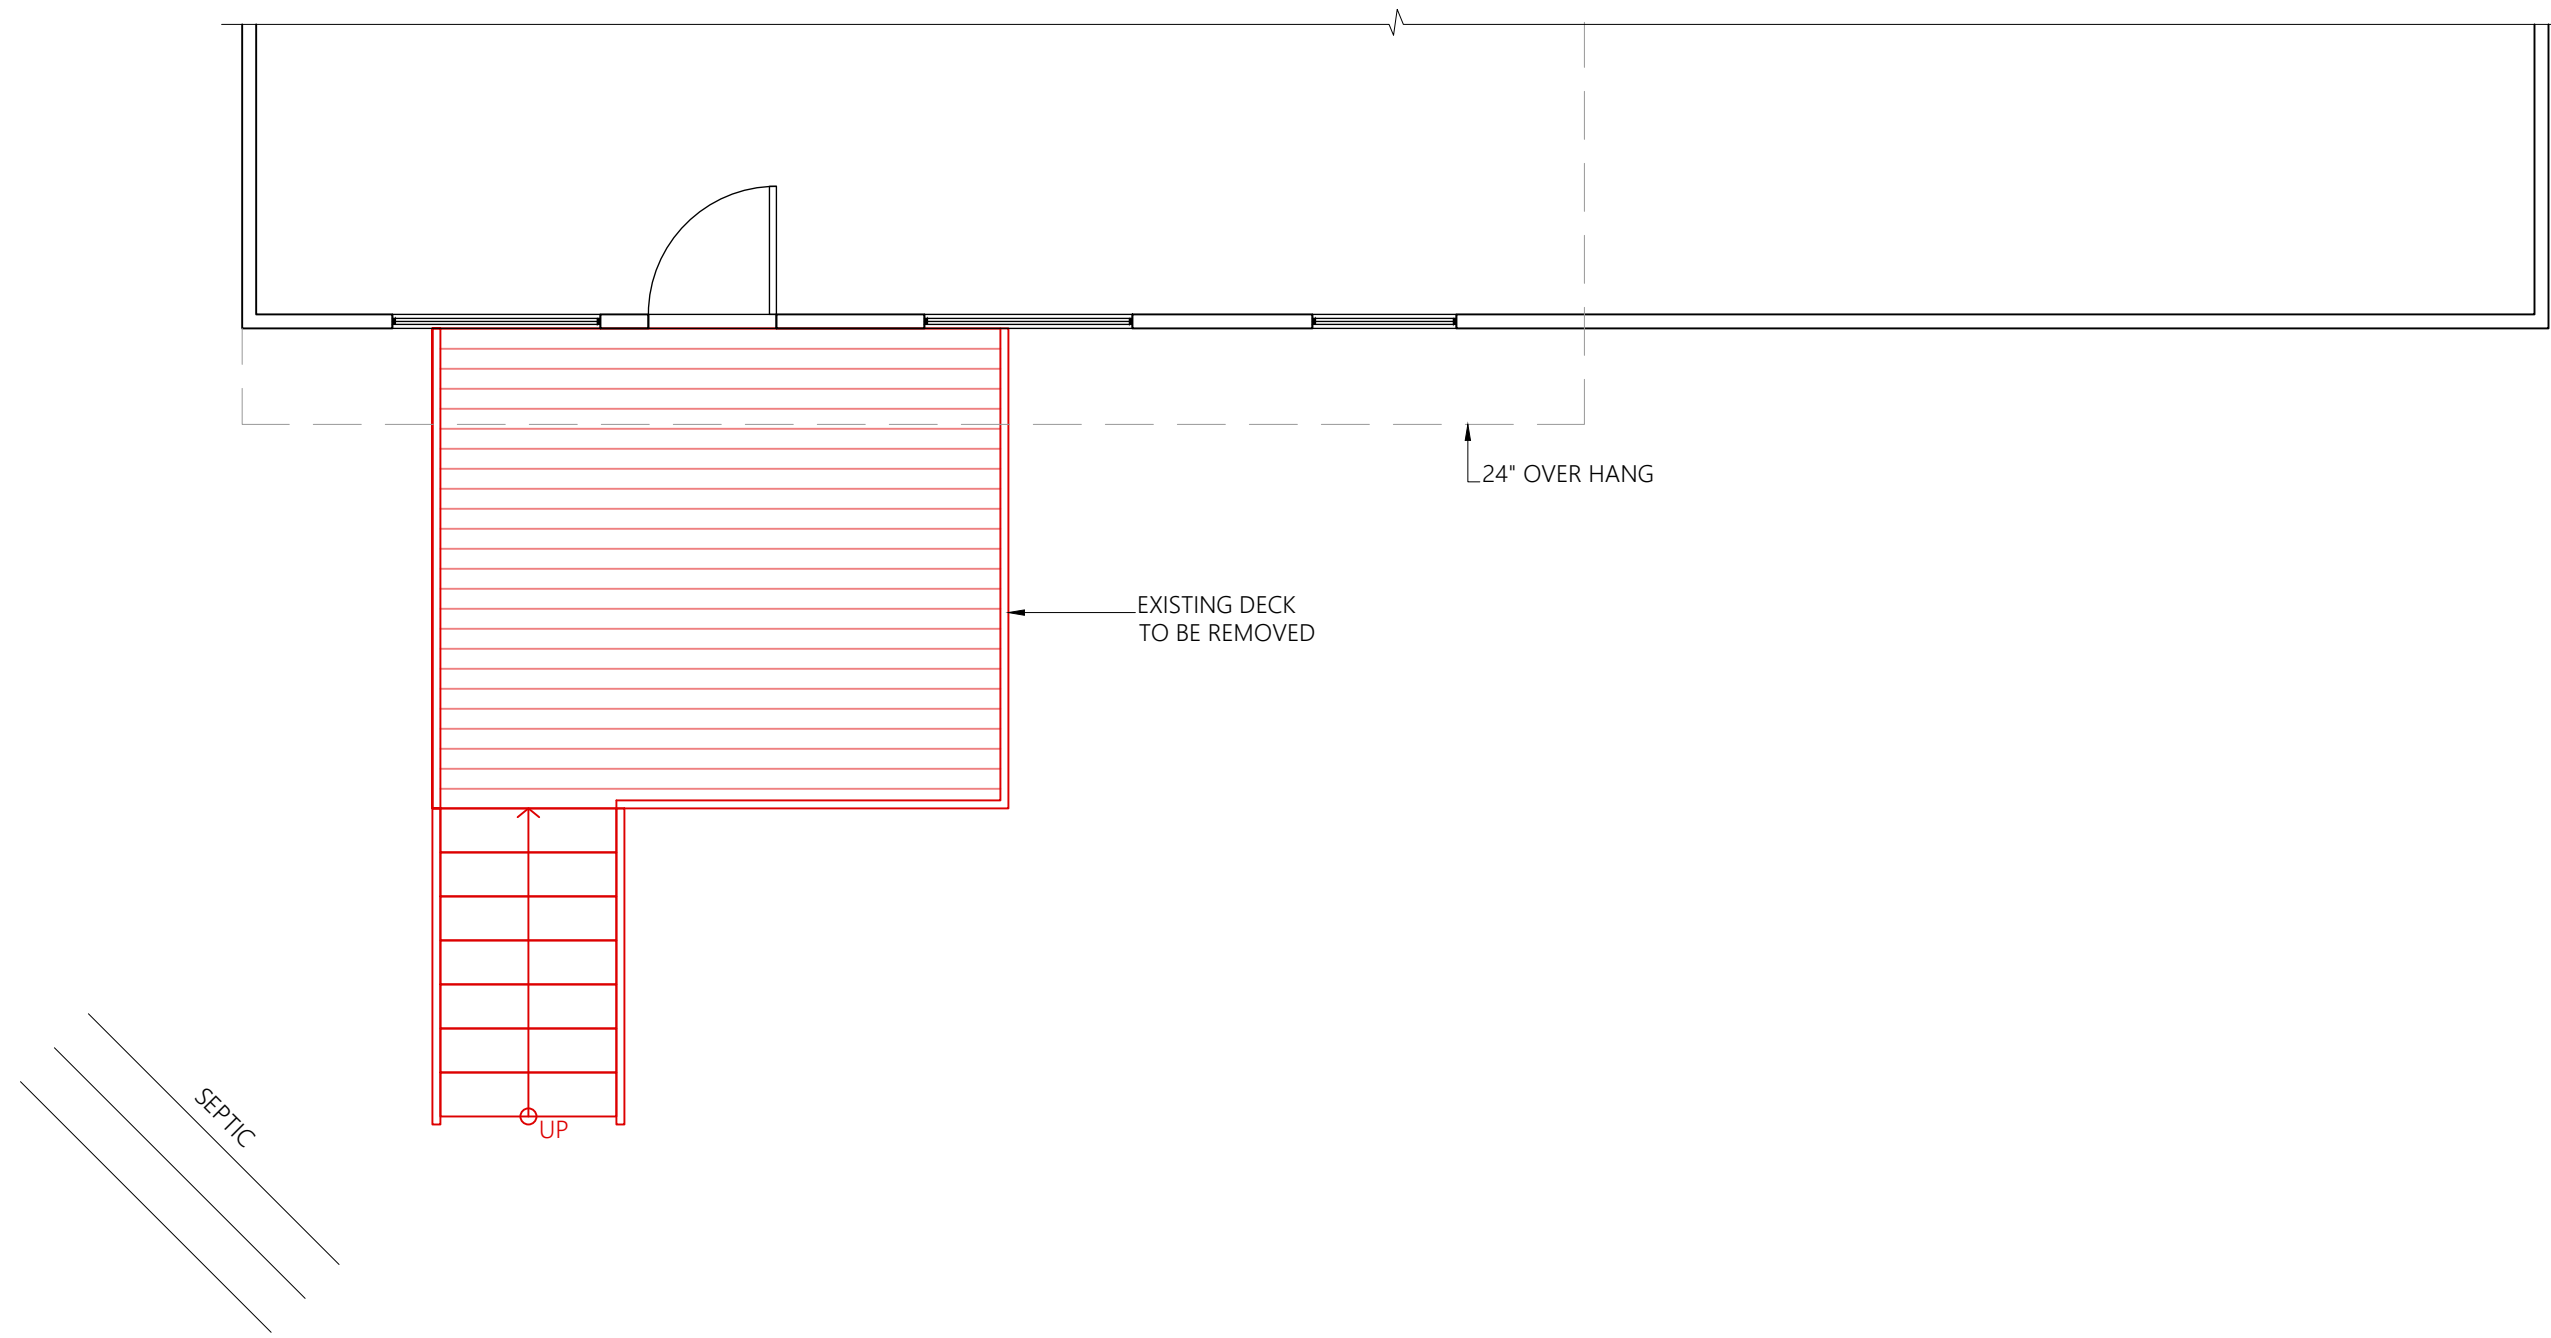 24" OVER HANG
EXISTING DECK
TO BE REMOVED
SEPTIC
UP